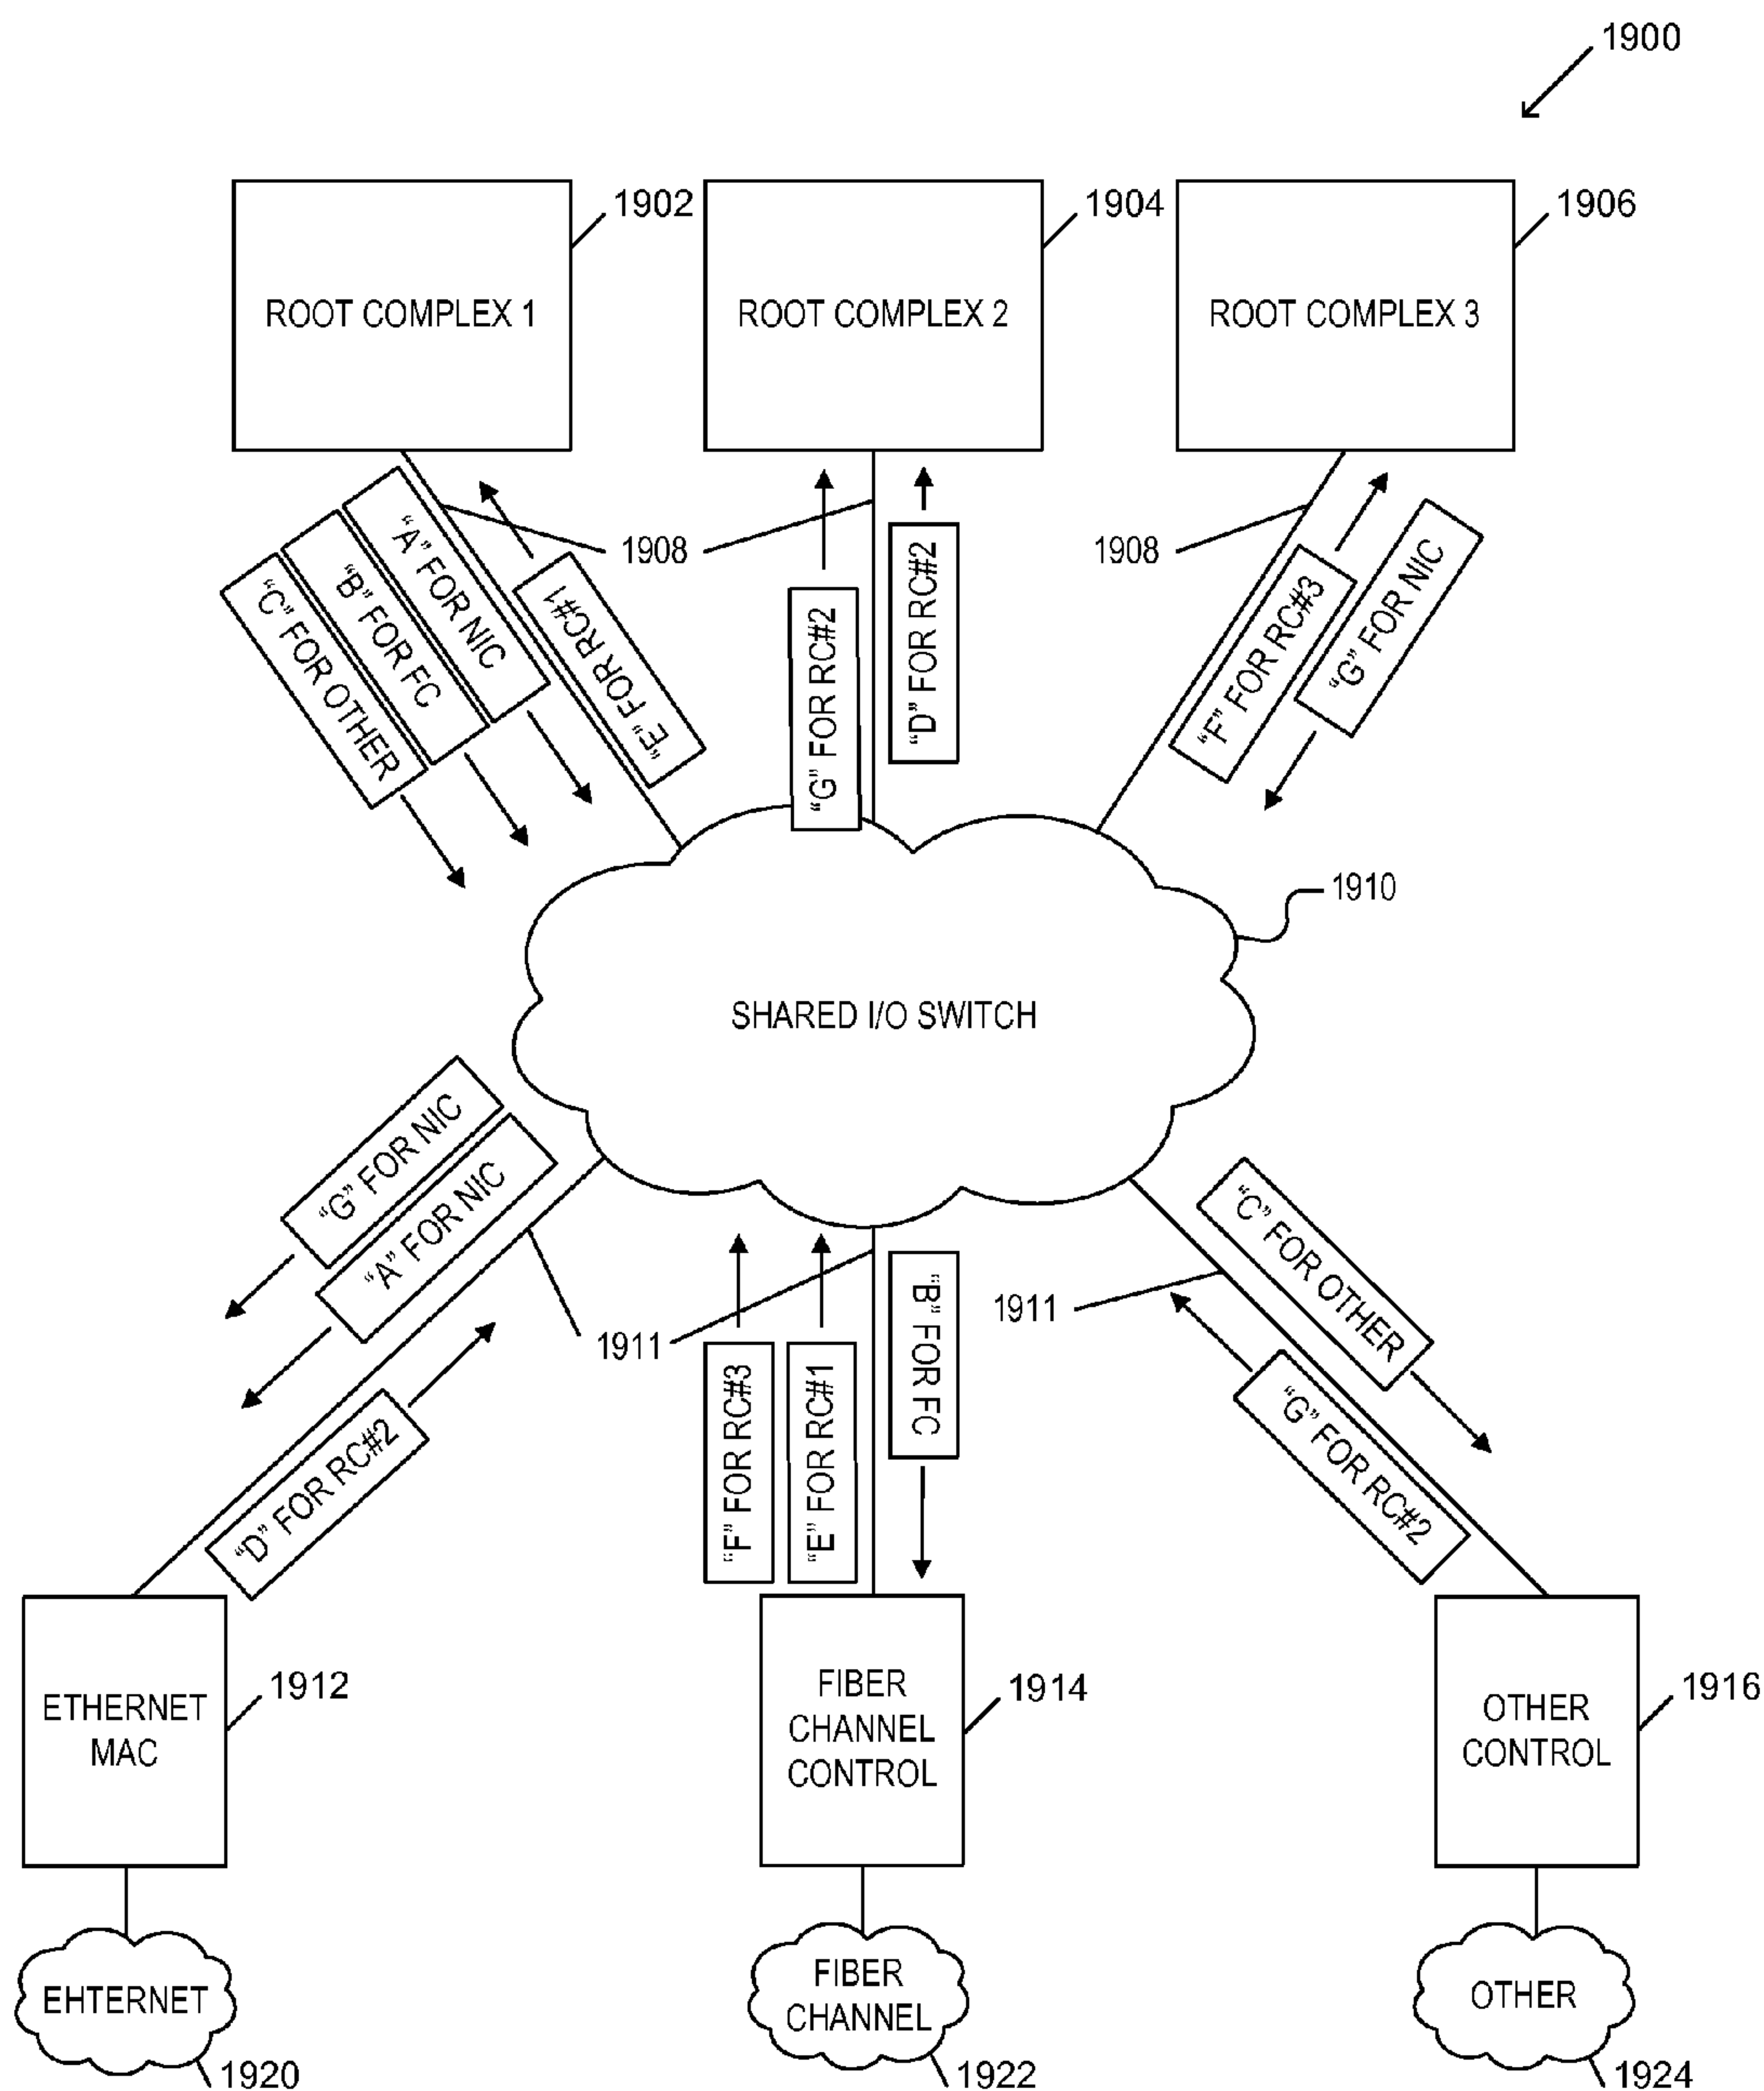 1900
1902
1904
1906
ROOT COMPLEX 1
ROOT COMPLEX 2
ROOT COMPLEX 3
"A" FOR NIC
"B" FOR FC
"C" FOR OTHER
"E" FOR RC#1
1908
"G" FOR RC#2
"D" FOR RC#2
1908
"F" FOR RC#3
"G" FOR NIC
1910
SHARED I/O SWITCH
"G" FOR NIC
"A" FOR NIC
"D" FOR RC#2
1911
"F" FOR RC#3
"E" FOR RC#1
"B" FOR FC
1911
"C" FOR OTHER
"G" FOR RC#2
ETHERNET
MAC
1912
FIBER
CHANNEL
CONTROL
1914
OTHER
CONTROL
1916
EHTERNET
1920
FIBER
CHANNEL
1922
OTHER
1924